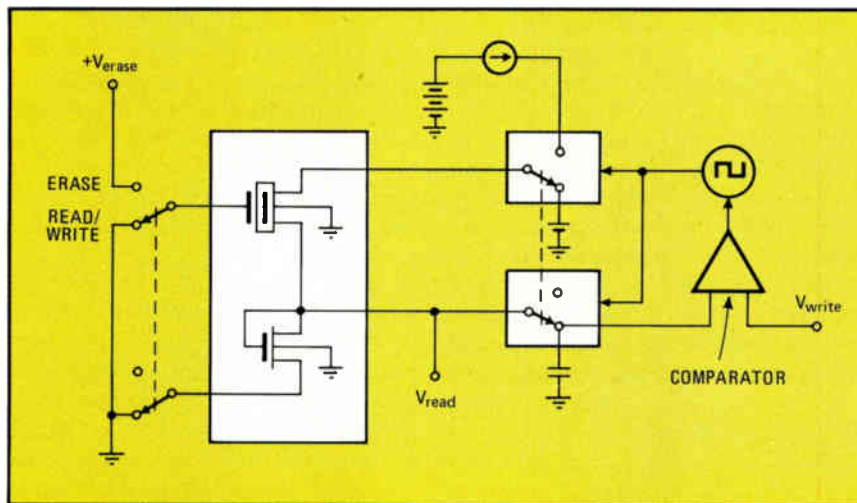 +Verase
ERASE
READ/
WRITE
Vread
Vwrite
COMPARATOR